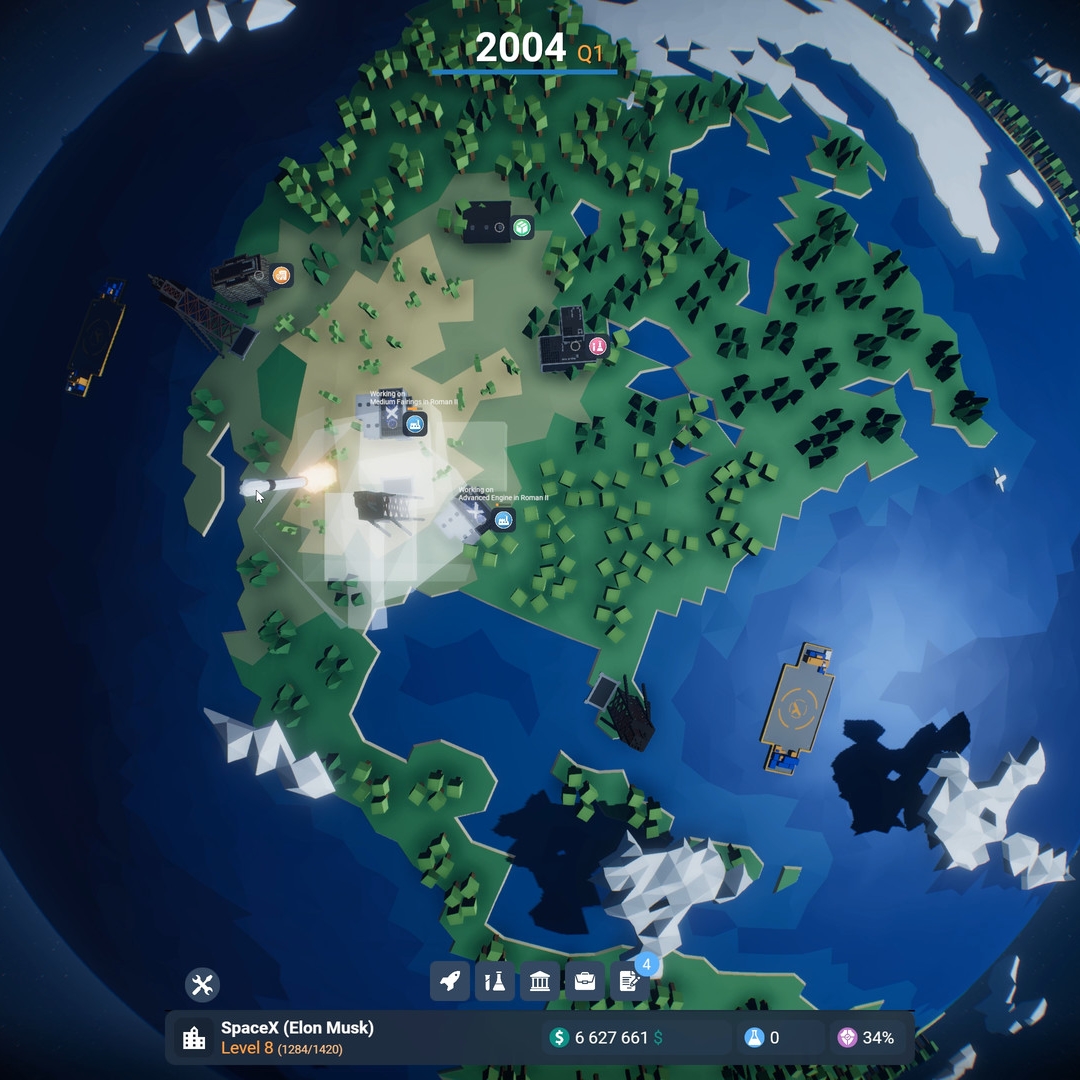 2004 Q1
Working on
Medium Fairings in Roman II
Working on
Advanced Engine in Roman II
4
SpaceX (Elon Musk)
Level 8 (1284/1420)
$ 6 627 661 $
0
34%